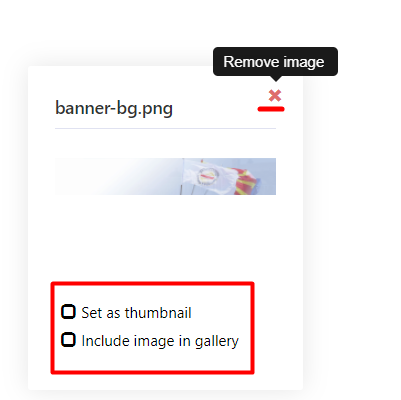 Remove image
banner-bg.png
Set as thumbnail
Include image in gallery